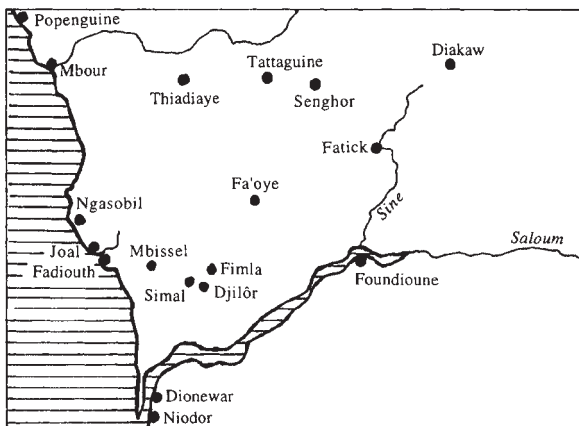 Popenguine
Mbour
Thiadiaye
Tattaguine
Senghor
Diakaw
Fatick
Fa'oye
Sine
Ngasobil
Joal
Fadiouth
Mbissel
Fimla
Simal
Djilôr
Saloum
Foundioune
Dionewar
Niodor